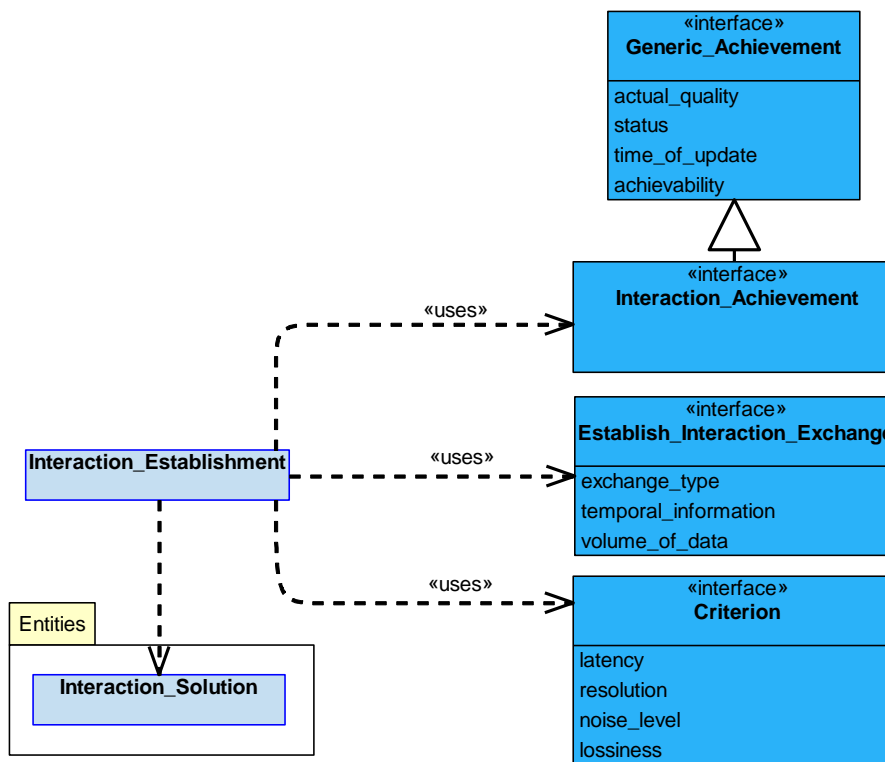 «interface»
Generic_Achievement
actual_quality
status
time_of_update
achievability
«interface»
Interaction_Achievement
«uses»
«interface»
Establish_Interaction_Exchange
exchange_type
temporal_information
volume_of_data
«uses»
Interaction_Establishment
«uses»
«interface»
Criterion
latency
resolution
noise_level
lossiness
Entities
Interaction_Solution